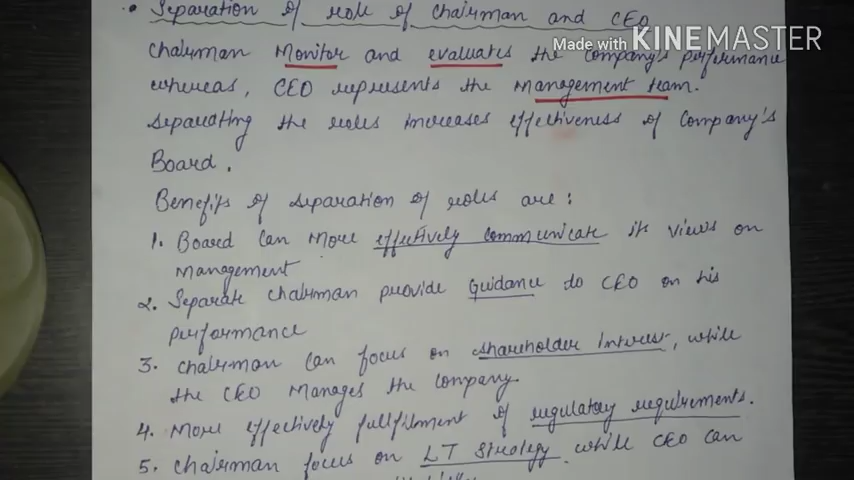 • Separation of role of Chairman and CEO
Made with KINEMASTER
Chairman Monitor and evaluates the Company's performance
whereas, CEO represents the Management team.
Separating the roles increases effectiveness of Company's
Board.
Benefits of separation of roles are:
1. Board can more effectively communicate its views on
management
2. Separate chairman provide Guidance to CEO on his
performance
3. chairman can focus on shareholder interest, while
the CEO Manages the company
4. More effectively fulfilment of regulatory requirements.
5. chairman focus on LT Strategy while CEO can